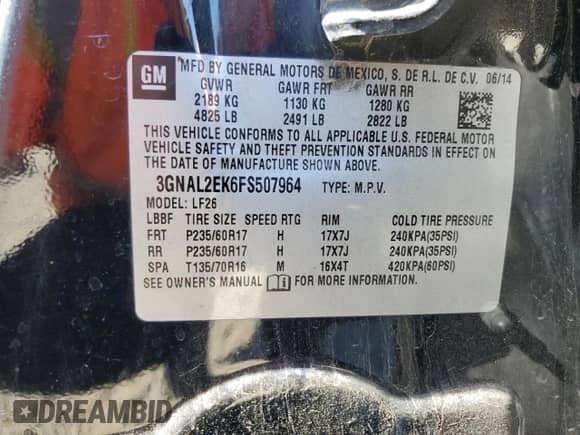 GM
MFD BY GENERAL MOTORS DE MEXICO, S. DE R.L. DE C.V. 06/14
GVWR GAWR FRT GAWR RR
2189 KG 1130 KG 1280 KG
4825 LB 2491 LB 2822 LB
THIS VEHICLE CONFORMS TO ALL APPLICABLE U.S. FEDERAL MOTOR
VEHICLE SAFETY AND THEFT PREVENTION STANDARDS IN EFFECT ON
THE DATE OF MANUFACTURE SHOWN ABOVE.
3GNAL2EK6FS507964 TYPE: M.P.V.
MODEL: LF26
LBBF TIRE SIZE SPEED RTG RIM COLD TIRE PRESSURE
FRT P235/60R17 H 17X7J 240KPA(35PSI)
RR P235/60R17 H 17X7J 240KPA(35PSI)
SPA T135/70R16 M 16X4T 420KPA(60PSI)
SEE OWNER'S MANUAL FOR MORE INFORMATION.
DREAMBID